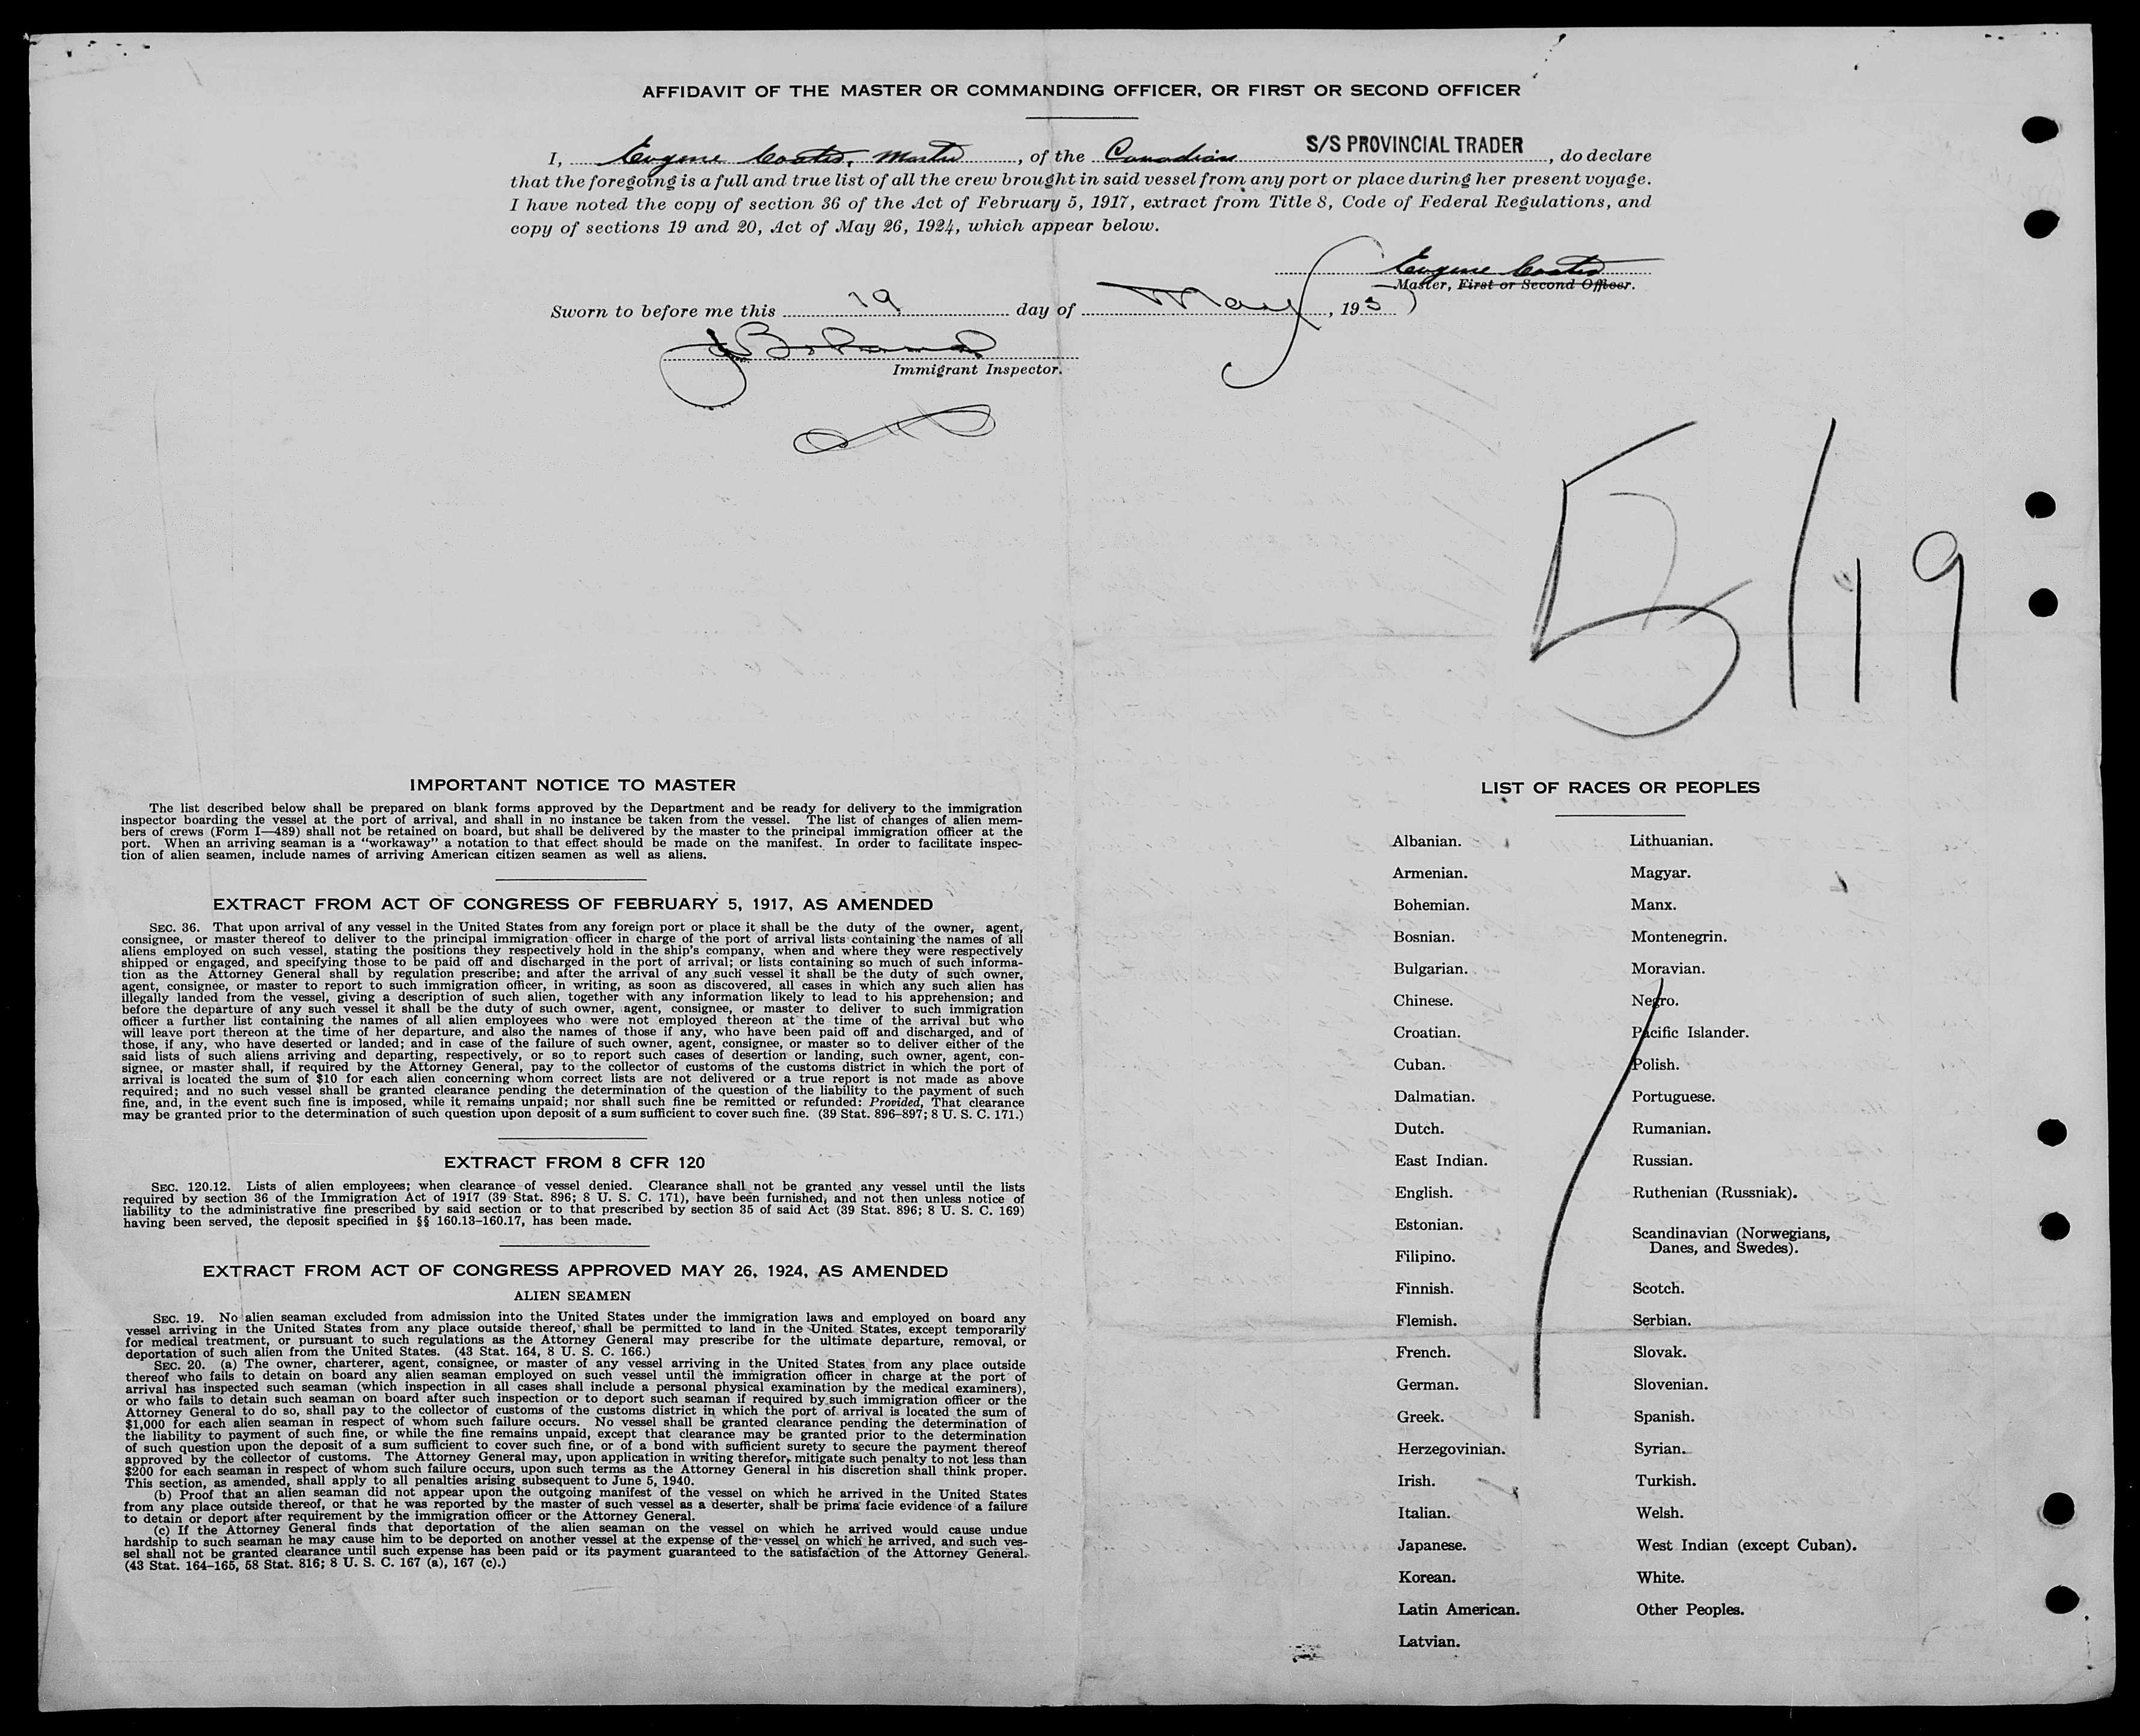 AFFIDAVIT OF THE MASTER OR COMMANDING OFFICER, OR FIRST OR SECOND OFFICER
I, Eugene Coates, Master, of the Canadian S/S PROVINCIAL TRADER, do declare
that the foregoing is a full and true list of all the crew brought in said vessel from any port or place during her present voyage.
I have noted the copy of section 36 of the Act of February 5, 1917, extract from Title 8, Code of Federal Regulations, and
copy of sections 19 and 20, Act of May 26, 1924, which appear below.
Eugene Coates
Master, First or Second Officer.
Sworn to before me this 19 day of May, 195
Immigrant Inspector.
5/19
IMPORTANT NOTICE TO MASTER
The list described below shall be prepared on blank forms approved by the Department and be ready for delivery to the immigration
inspector boarding the vessel at the port of arrival, and shall in no instance be taken from the vessel. The list of changes of alien mem-
bers of crews (Form I—489) shall not be retained on board, but shall be delivered by the master to the principal immigration officer at the
port. When an arriving seaman is a "workaway" a notation to that effect should be made on the manifest. In order to facilitate inspec-
tion of alien seamen, include names of arriving American citizen seamen as well as aliens.
EXTRACT FROM ACT OF CONGRESS OF FEBRUARY 5, 1917, AS AMENDED
SEC. 36. That upon arrival of any vessel in the United States from any foreign port or place it shall be the duty of the owner, agent,
consignee, or master thereof to deliver to the principal immigration officer in charge of the port of arrival lists containing the names of all
aliens employed on such vessel, stating the positions they respectively hold in the ship's company, when and where they were respectively
shipped or engaged, and specifying those to be paid off and discharged in the port of arrival; or lists containing so much of such informa-
tion as the Attorney General shall by regulation prescribe; and after the arrival of any such vessel it shall be the duty of such owner,
agent, consignee, or master to report to such immigration officer, in writing, as soon as discovered, all cases in which any such alien has
illegally landed from the vessel, giving a description of such alien, together with any information likely to lead to his apprehension; and
before the departure of any such vessel it shall be the duty of such owner, agent, consignee, or master to deliver to such immigration
officer a further list containing the names of all alien employees who were not employed thereon at the time of the arrival but who
will leave port thereon at the time of her departure, and also the names of those if any, who have been paid off and discharged, and of
those, if any, who have deserted or landed; and in case of the failure of such owner, agent, consignee, or master so to deliver either of the
said lists of such aliens arriving and departing, respectively, or so to report such cases of desertion or landing, such owner, agent, con-
signee, or master shall, if required by the Attorney General, pay to the collector of customs of the customs district in which the port of
arrival is located the sum of $10 for each alien concerning whom correct lists are not delivered or a true report is not made as above
required; and no such vessel shall be granted clearance pending the determination of the question of the liability to the payment of such
fine, and, in the event such fine is imposed, while it remains unpaid; nor shall such fine be remitted or refunded: Provided, That clearance
may be granted prior to the determination of such question upon deposit of a sum sufficient to cover such fine. (39 Stat. 896–897; 8 U. S. C. 171.)
EXTRACT FROM 8 CFR 120
SEC. 120.12. Lists of alien employees; when clearance of vessel denied. Clearance shall not be granted any vessel until the lists
required by section 36 of the Immigration Act of 1917 (39 Stat. 896; 8 U. S. C. 171), have been furnished, and not then unless notice of
liability to the administrative fine prescribed by said section or to that prescribed by section 35 of said Act (39 Stat. 896; 8 U. S. C. 169)
having been served, the deposit specified in §§ 160.13–160.17, has been made.
EXTRACT FROM ACT OF CONGRESS APPROVED MAY 26, 1924, AS AMENDED
ALIEN SEAMEN
SEC. 19. No alien seaman excluded from admission into the United States under the immigration laws and employed on board any
vessel arriving in the United States from any place outside thereof, shall be permitted to land in the United States, except temporarily
for medical treatment, or pursuant to such regulations as the Attorney General may prescribe for the ultimate departure, removal, or
deportation of such alien from the United States. (43 Stat. 164, 8 U. S. C. 166.)
SEC. 20. (a) The owner, charterer, agent, consignee, or master of any vessel arriving in the United States from any place outside
thereof who fails to detain on board any alien seaman employed on such vessel until the immigration officer in charge at the port of
arrival has inspected such seaman (which inspection in all cases shall include a personal physical examination by the medical examiners),
or who fails to detain such seaman on board after such inspection or to deport such seaman if required by such immigration officer or the
Attorney General to do so, shall pay to the collector of customs of the customs district in which the port of arrival is located the sum of
$1,000 for each alien seaman in respect of whom such failure occurs. No vessel shall be granted clearance pending the determination of
the liability to payment of such fine, or while the fine remains unpaid, except that clearance may be granted prior to the determination
of such question upon the deposit of a sum sufficient to cover such fine, or of a bond with sufficient surety to secure the payment thereof
approved by the collector of customs. The Attorney General may, upon application in writing therefor, mitigate such penalty to not less than
$200 for each seaman in respect of whom such failure occurs, upon such terms as the Attorney General in his discretion shall think proper.
This section, as amended, shall apply to all penalties arising subsequent to June 5, 1940.
(b) Proof that an alien seaman did not appear upon the outgoing manifest of the vessel on which he arrived in the United States
from any place outside thereof, or that he was reported by the master of such vessel as a deserter, shall be prima facie evidence of a failure
to detain or deport after requirement by the immigration officer or the Attorney General.
(c) If the Attorney General finds that deportation of the alien seaman on the vessel on which he arrived would cause undue
hardship to such seaman he may cause him to be deported on another vessel at the expense of the vessel on which he arrived, and such ves-
sel shall not be granted clearance until such expense has been paid or its payment guaranteed to the satisfaction of the Attorney General.
(43 Stat. 164–165, 58 Stat. 816; 8 U. S. C. 167 (a), 167 (c).)
LIST OF RACES OR PEOPLES
Albanian.
Armenian.
Bohemian.
Bosnian.
Bulgarian.
Chinese.
Croatian.
Cuban.
Dalmatian.
Dutch.
East Indian.
English.
Estonian.
Filipino.
Finnish.
Flemish.
French.
German.
Greek.
Herzegovinian.
Irish.
Italian.
Japanese.
Korean.
Latin American.
Latvian.
Lithuanian.
Magyar.
Manx.
Montenegrin.
Moravian.
Negro.
Pacific Islander.
Polish.
Portuguese.
Rumanian.
Russian.
Ruthenian (Russniak).
Scandinavian (Norwegians,
Danes, and Swedes).
Scotch.
Serbian.
Slovak.
Slovenian.
Spanish.
Syrian.
Turkish.
Welsh.
West Indian (except Cuban).
White.
Other Peoples.